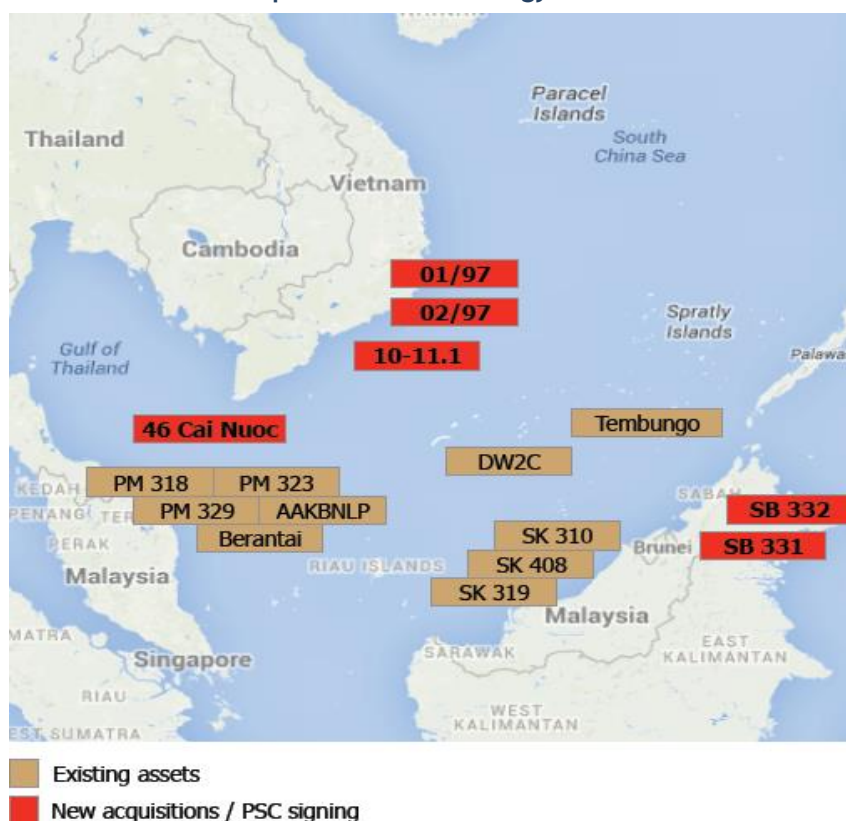 Paracel
Islands
South
China Sea
Thailand
Vietnam
Cambodia
01/97
02/97
Spratly
Islands
10-11.1
Gulf of
Thailand
Palawa
46 Cai Nuoc
Tembungo
DW2C
PM 318
PM 323
KEDAH
SABAH
SB 332
PENANG
TER
PM 329
AAKBNLP
Berantai
SK 310
PERAK
Brunei
SB 331
RIAU ISLANDS
SK 408
Malaysia
SK 319
Malaysia
MATRA
SARAWAK
EAST
KALIMANTAN
Singapore
RIAU
WEST
KALIMANTAN
EST SUMATRA
Existing assets
New acquisitions / PSC signing